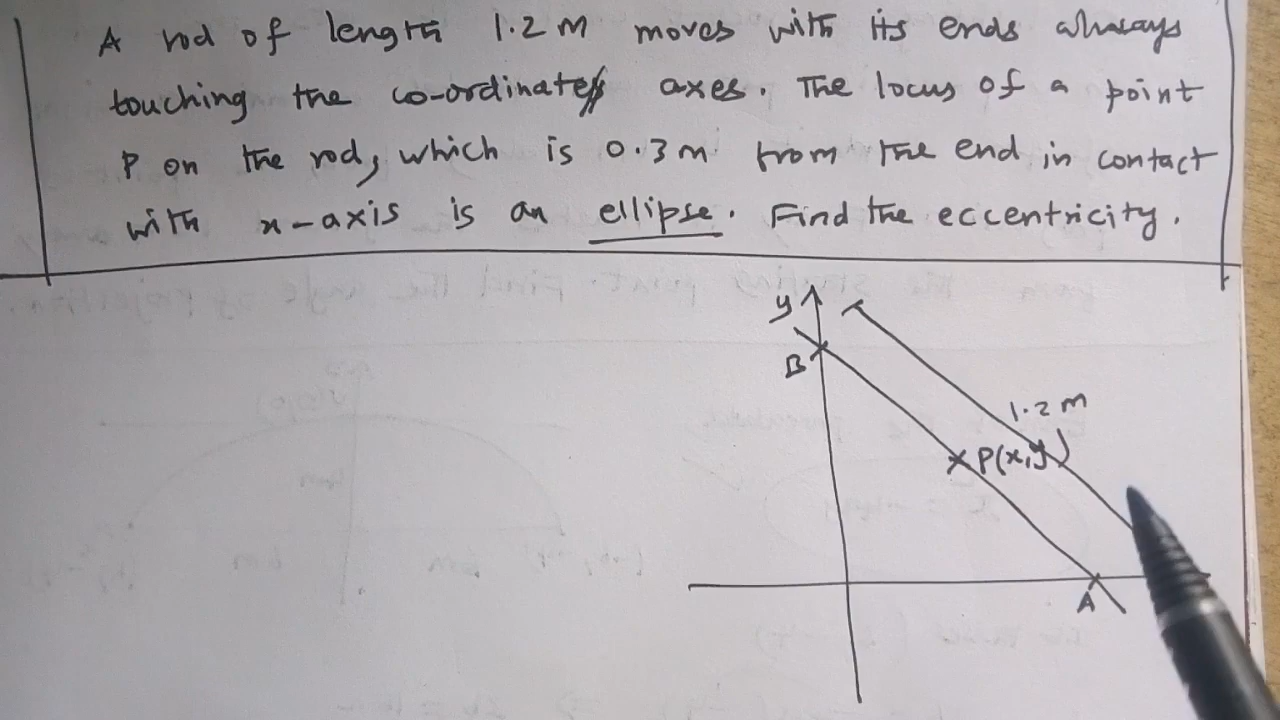 A rod of length 1.2 m moves with its ends always
touching the co-ordinate axes. The locus of a point
P on the rod, which is 0.3 m from the end in contact
with x-axis is an ellipse. Find the eccentricity.
y
B
1.2 m
P(x,y)
A